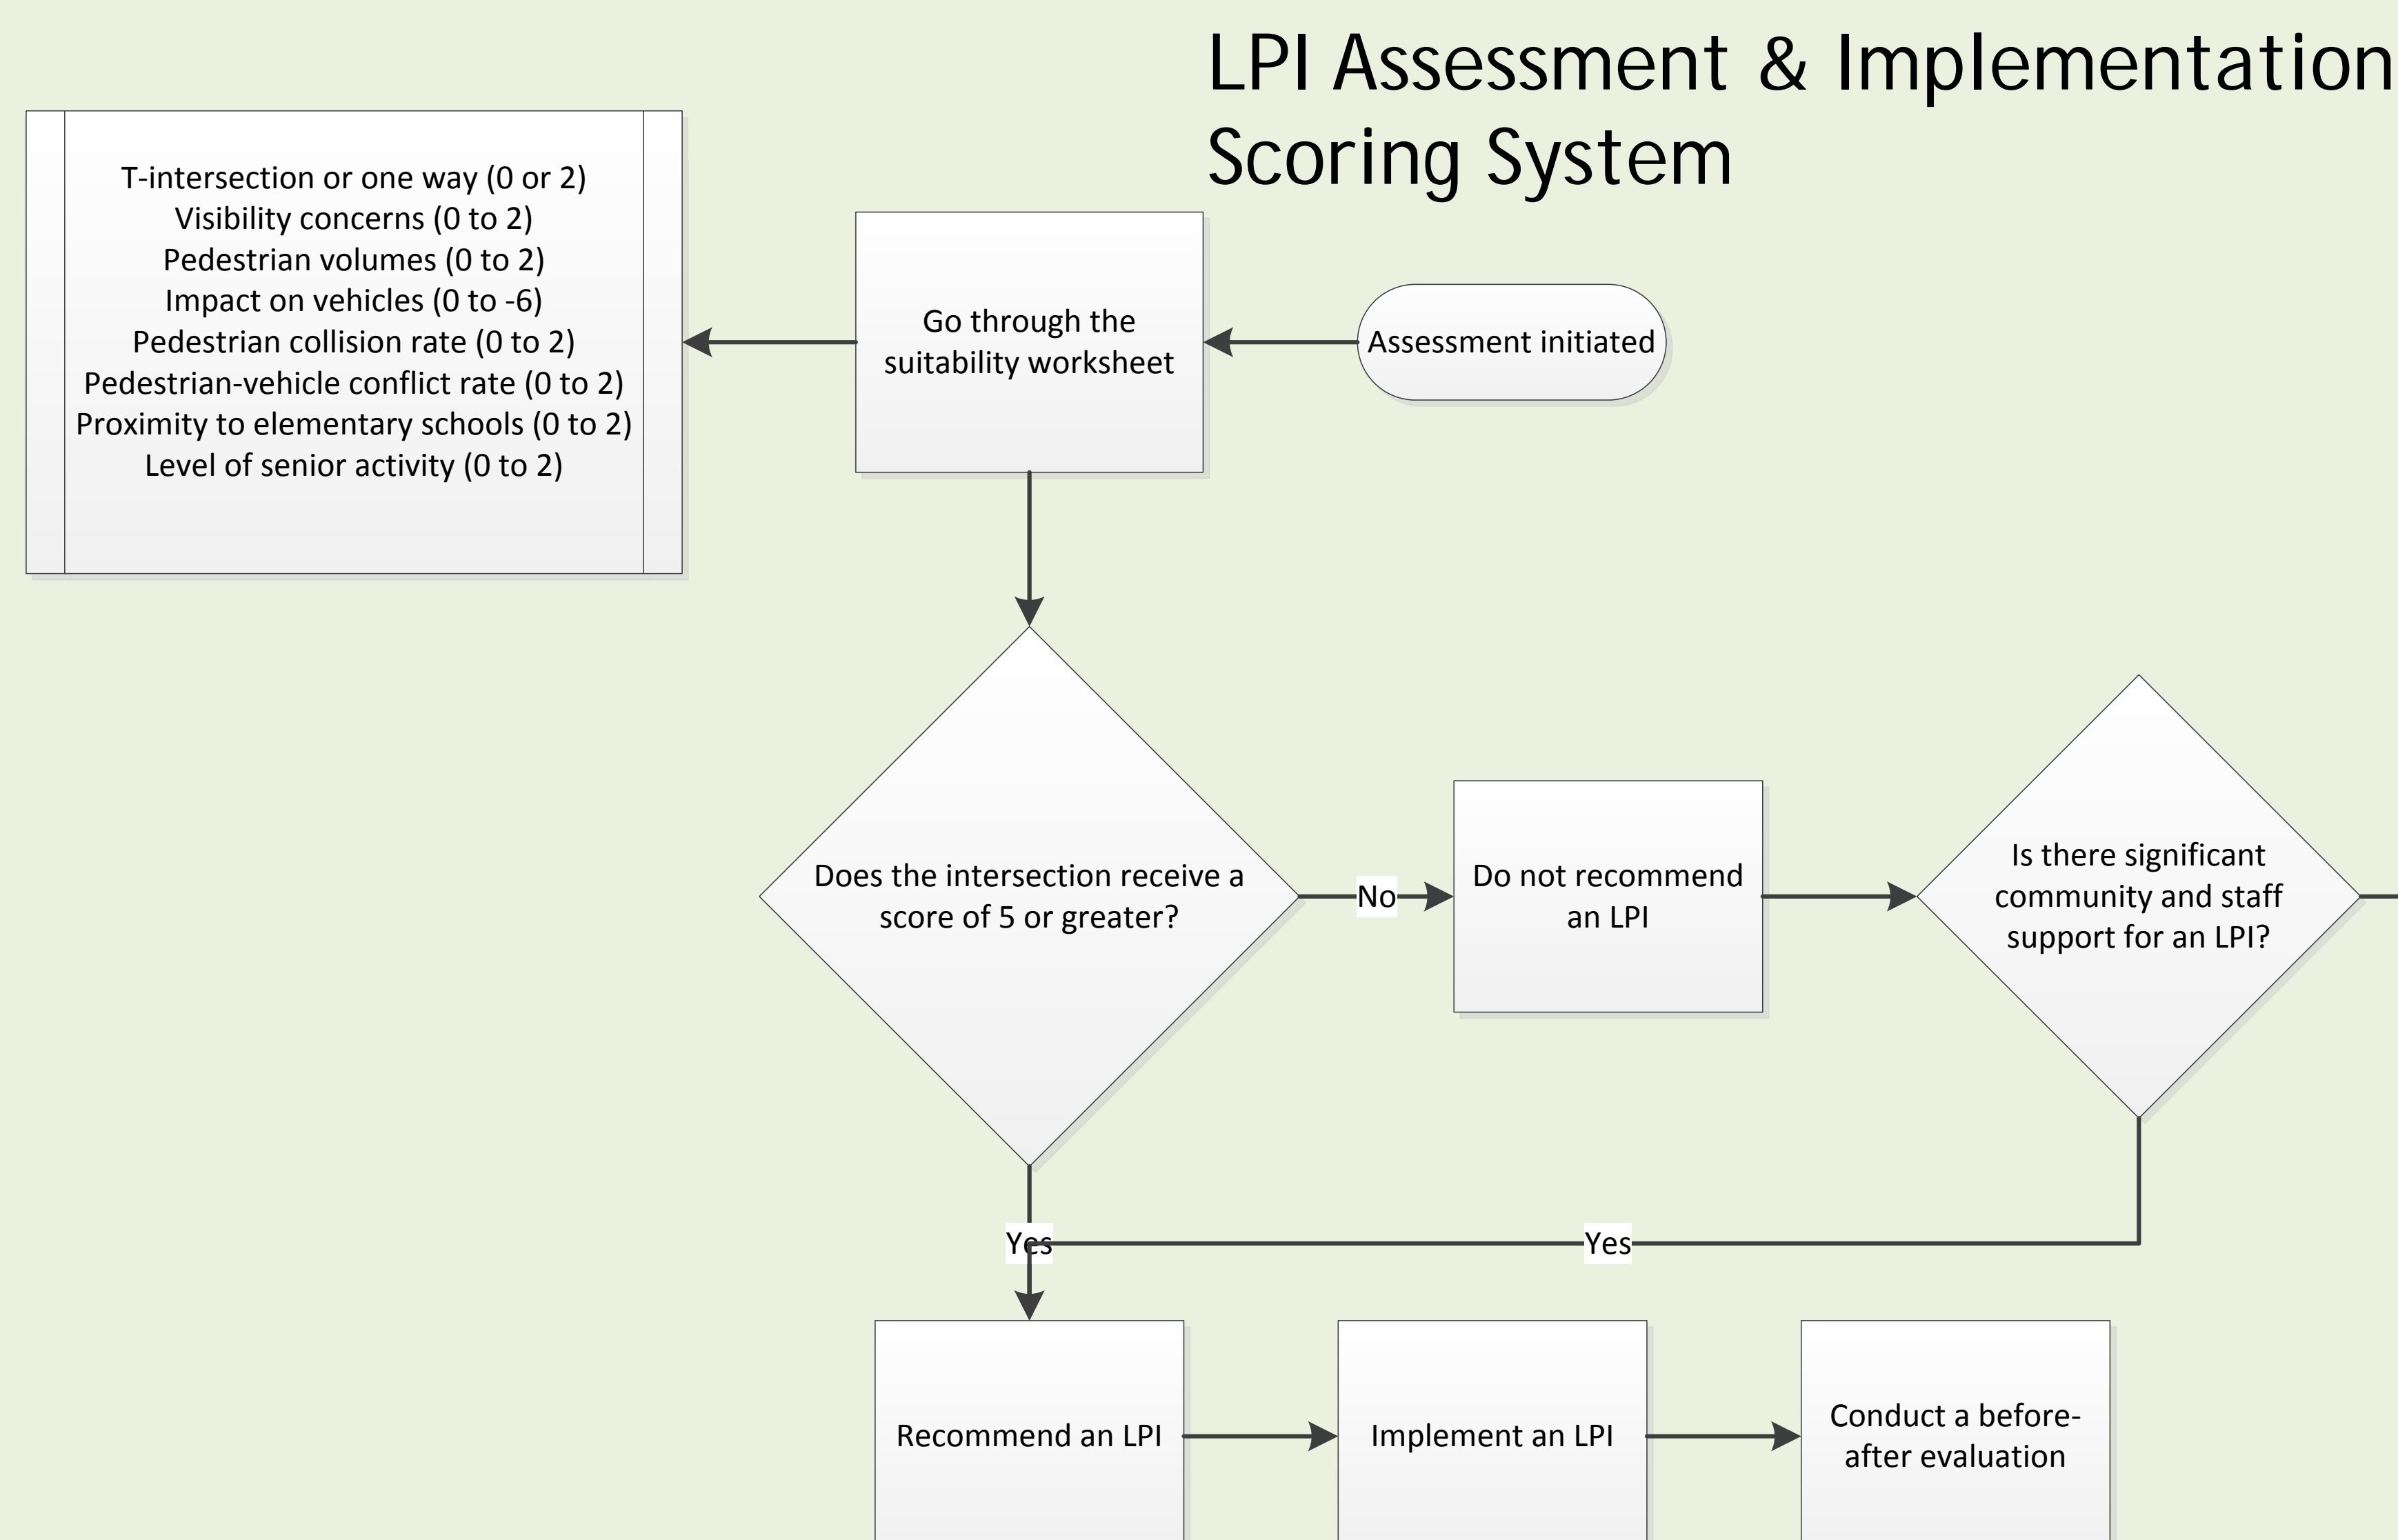 LPI Assessment & Implementation
Scoring System
T-intersection or one way (0 or 2)
Visibility concerns (0 to 2)
Pedestrian volumes (0 to 2)
Impact on vehicles (0 to -6)
Pedestrian collision rate (0 to 2)
Pedestrian-vehicle conflict rate (0 to 2)
Proximity to elementary schools (0 to 2)
Level of senior activity (0 to 2)
Go through the
suitability worksheet
Assessment initiated
Does the intersection receive a
score of 5 or greater?
No
Do not recommend
an LPI
Is there significant
community and staff
support for an LPI?
Yes
Yes
Recommend an LPI
Implement an LPI
Conduct a before-
after evaluation